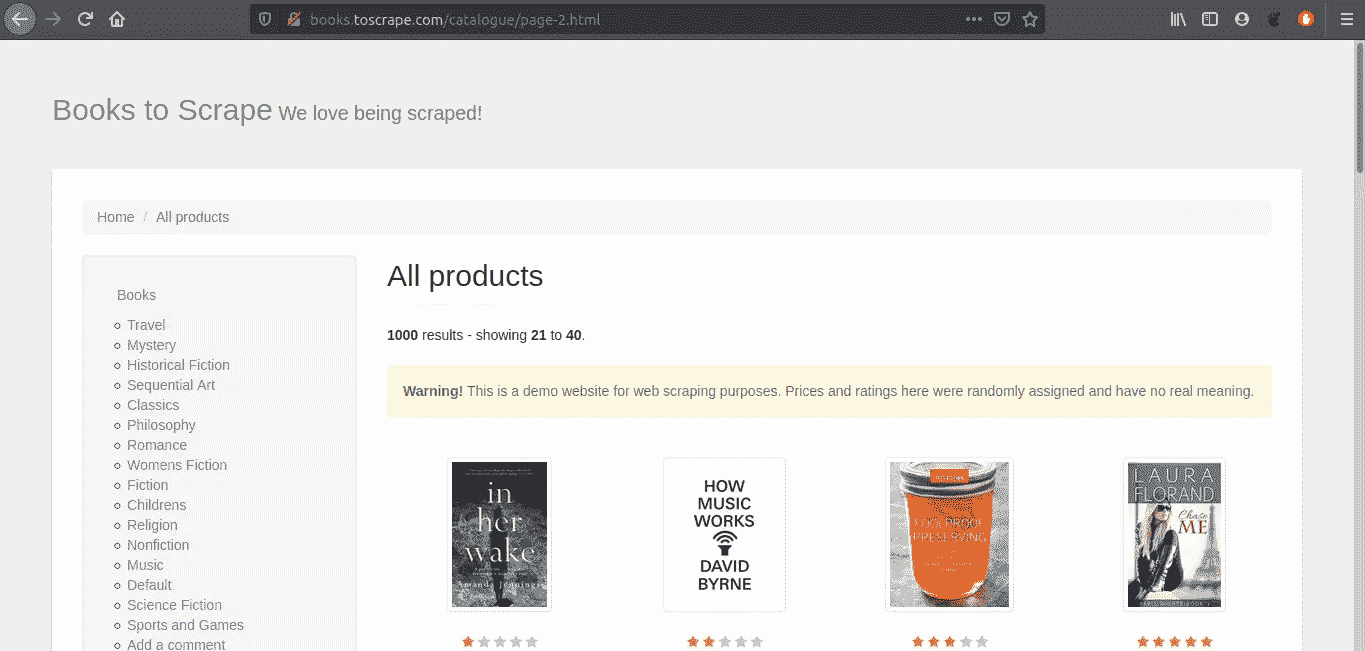 books.toscrape.com/catalogue/page-2.html
Books to Scrape We love being scraped!
Home / All products
Books
Travel
Mystery
Historical Fiction
Sequential Art
Classics
Philosophy
Romance
Womens Fiction
Fiction
Childrens
Religion
Nonfiction
Music
Default
Science Fiction
Sports and Games
Add a comment
All products
1000 results - showing 21 to 40.
Warning! This is a demo website for web scraping purposes. Prices and ratings here were randomly assigned and have no real meaning.
in
her
wake
Amanda Jennings
HOW
MUSIC
WORKS
DAVID
BYRNE
FOOLPROOF
PRESERVING
LAURA
FLORAND
Chase
ME